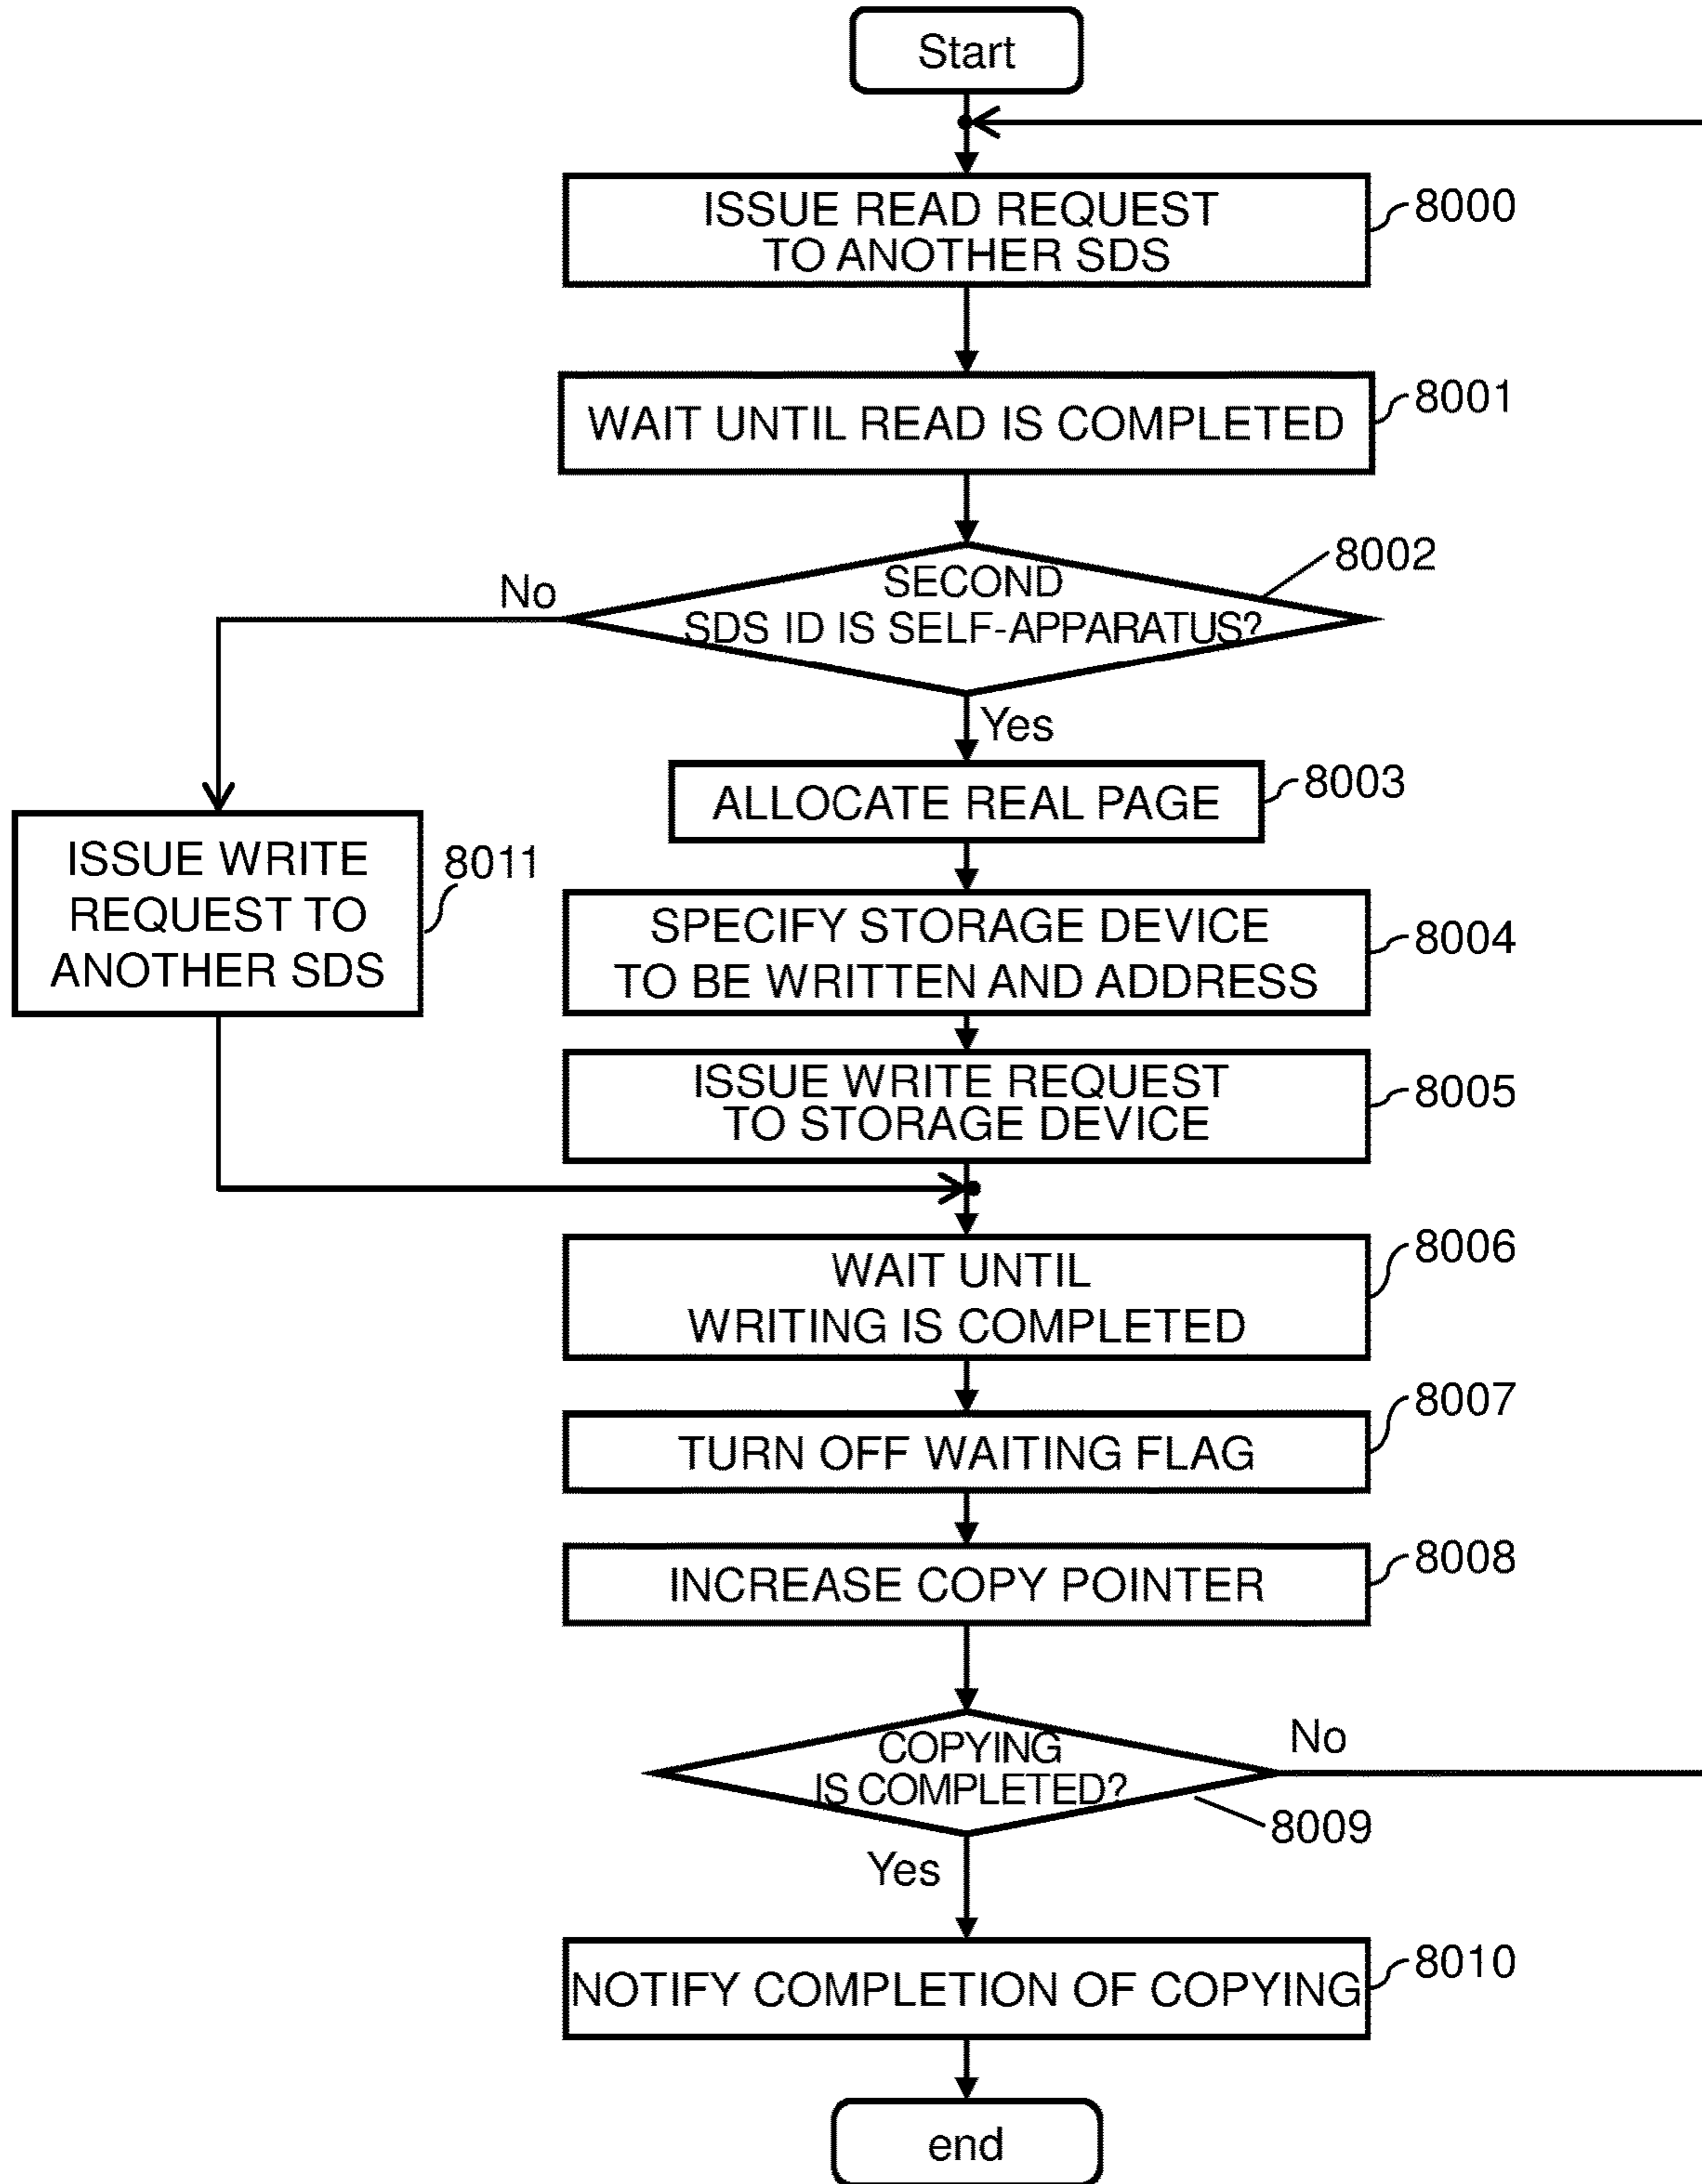 Start
ISSUE READ REQUEST
TO ANOTHER SDS
8000
WAIT UNTIL READ IS COMPLETED
8001
SECOND
SDS ID IS SELF-APPARATUS?
8002
No
Yes
ALLOCATE REAL PAGE
8003
ISSUE WRITE
REQUEST TO
ANOTHER SDS
8011
SPECIFY STORAGE DEVICE
TO BE WRITTEN AND ADDRESS
8004
ISSUE WRITE REQUEST
TO STORAGE DEVICE
8005
WAIT UNTIL
WRITING IS COMPLETED
8006
TURN OFF WAITING FLAG
8007
INCREASE COPY POINTER
8008
COPYING
IS COMPLETED?
No
8009
Yes
NOTIFY COMPLETION OF COPYING
8010
end